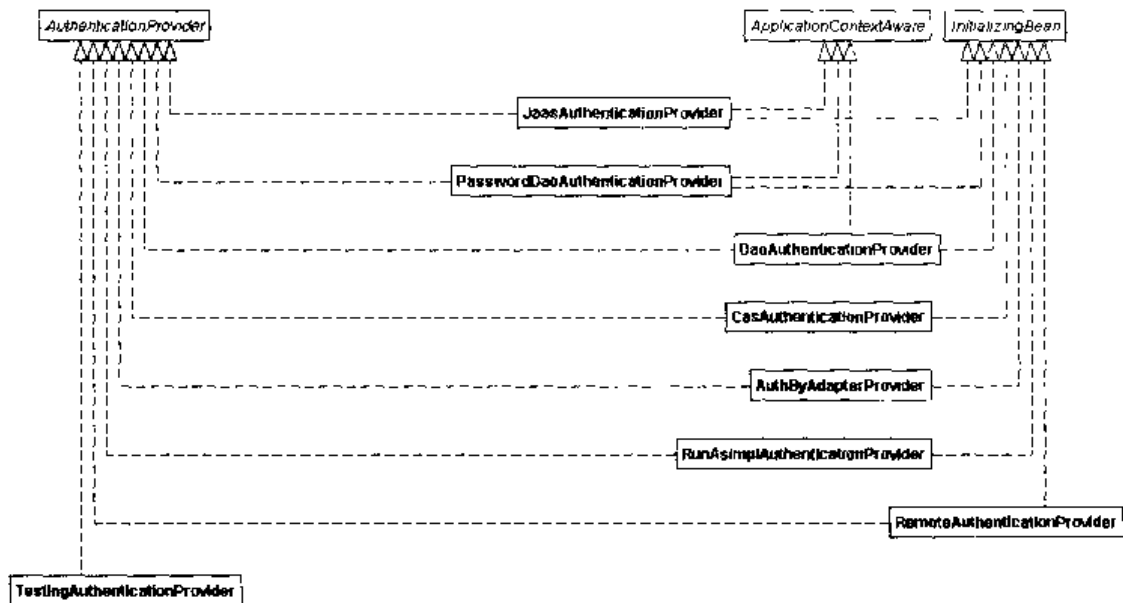 AuthenticationProvider
ApplicationContextAware
InitializingBean
JaasAuthenticationProvider
PasswordDaoAuthenticationProvider
DaoAuthenticationProvider
CasAuthenticationProvider
AuthByAdapterProvider
RunAsImplAuthenticationProvider
RemoteAuthenticationProvider
TestingAuthenticationProvider